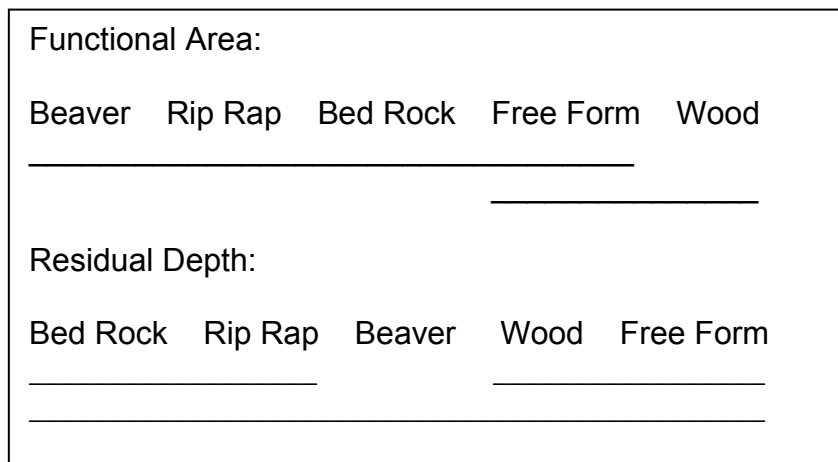 Functional Area:
Beaver Rip Rap Bed Rock Free Form Wood
Residual Depth:
Bed Rock Rip Rap Beaver Wood Free Form